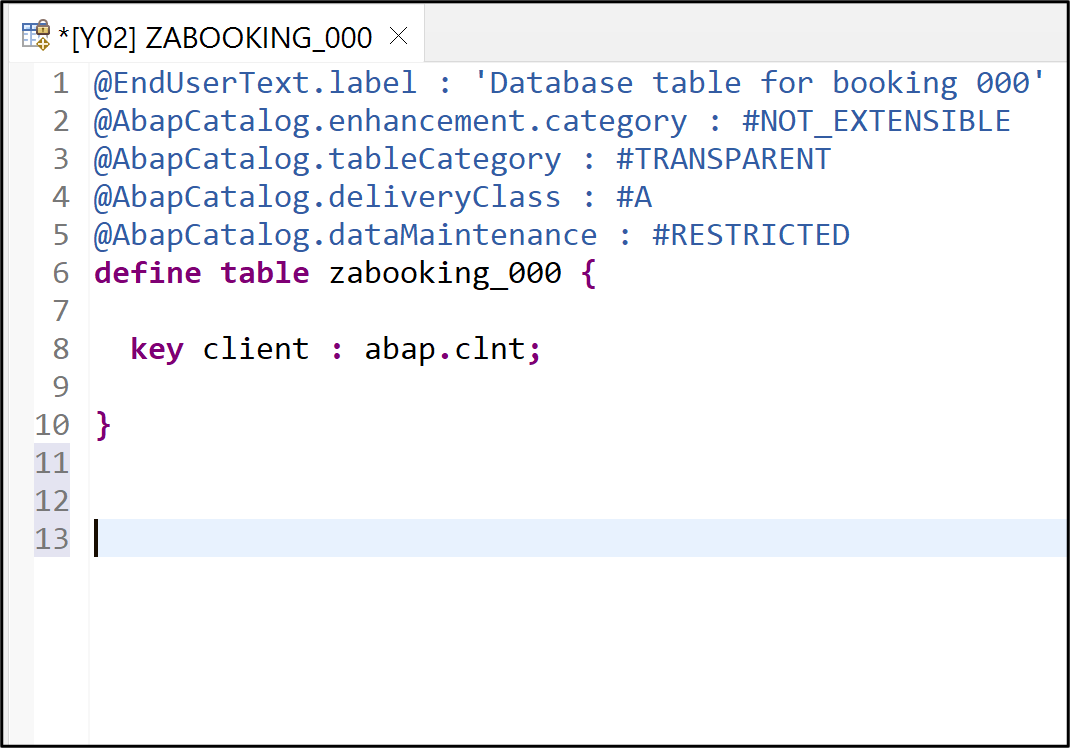 *[Y02] ZABOOKING_000
1 @EndUserText.label : 'Database table for booking 000'
2 @AbapCatalog.enhancement.category : #NOT_EXTENSIBLE
3 @AbapCatalog.tableCategory : #TRANSPARENT
4 @AbapCatalog.deliveryClass : #A
5 @AbapCatalog.dataMaintenance : #RESTRICTED
6 define table zabooking_000 {
7
8   key client : abap.clnt;
9
10 }
11
12
13